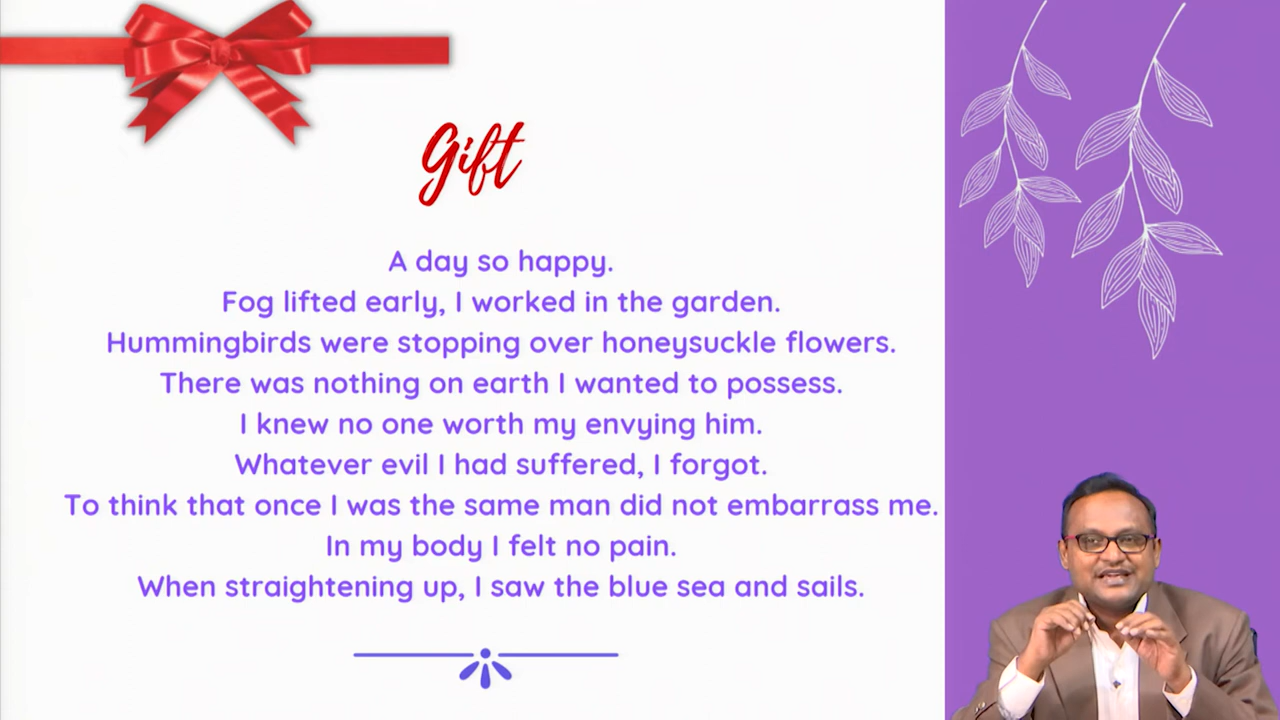 Gift
A day so happy.
Fog lifted early, I worked in the garden.
Hummingbirds were stopping over honeysuckle flowers.
There was nothing on earth I wanted to possess.
I knew no one worth my envying him.
Whatever evil I had suffered, I forgot.
To think that once I was the same man did not embarrass me.
In my body I felt no pain.
When straightening up, I saw the blue sea and sails.